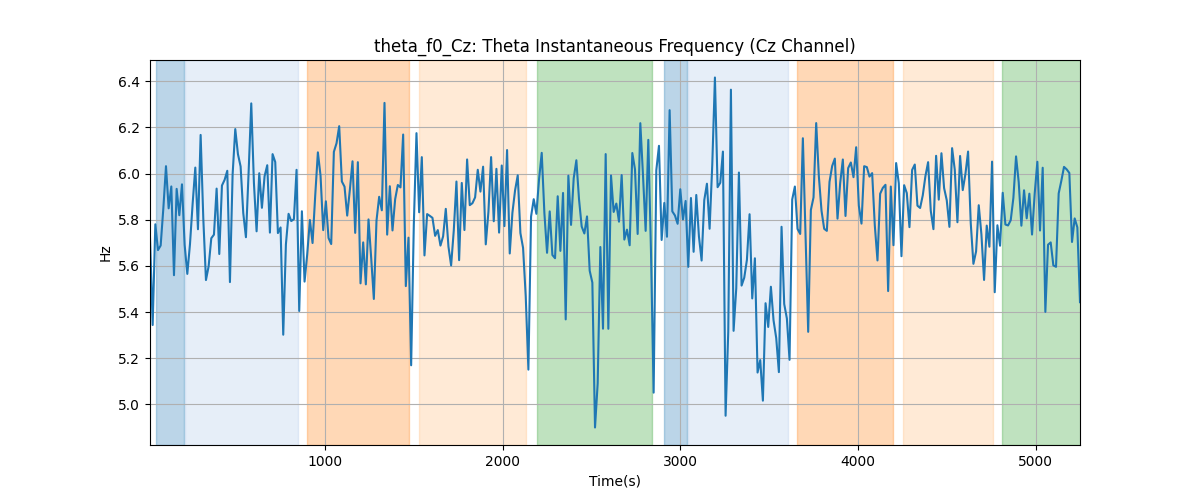 theta_f0_Cz: Theta Instantaneous Frequency (Cz Channel)
6.4
6.2
6.0
5.8
5.6
5.4
5.2
5.0
Hz
1000 2000 3000 4000 5000
Time(s)